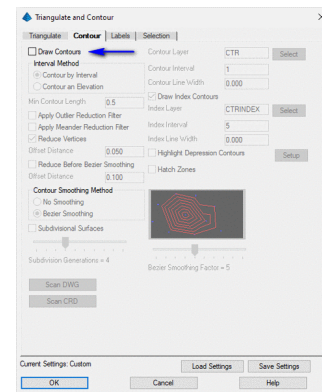 Triangulate and Contour
Triangulate Contour Labels Selection
Draw Contours
Interval Method
Contour by Interval
Contour an Elevation
Min Contour Length 0.5
Apply Outlier Reduction Filter
Apply Meander Reduction Filter
Reduce Vertices
Offset Distance 0.050
Reduce Before Bezier Smoothing
Offset Distance 0.100
Contour Smoothing Method
No Smoothing
Bezier Smoothing
Subdivisional Surfaces
Subdivision Generations = 4
Scan DWG
Scan CRD
Contour Layer CTR Select
Contour Interval 1
Contour Line Width 0.000
Draw Index Contours
Index Layer CTRINDEX Select
Index Interval 5
Index Line Width 0.000
Highlight Depression Contours Setup
Hatch Zones
Bezier Smoothing Factor = 5
Current Settings: Custom Load Settings Save Settings
OK Cancel Help